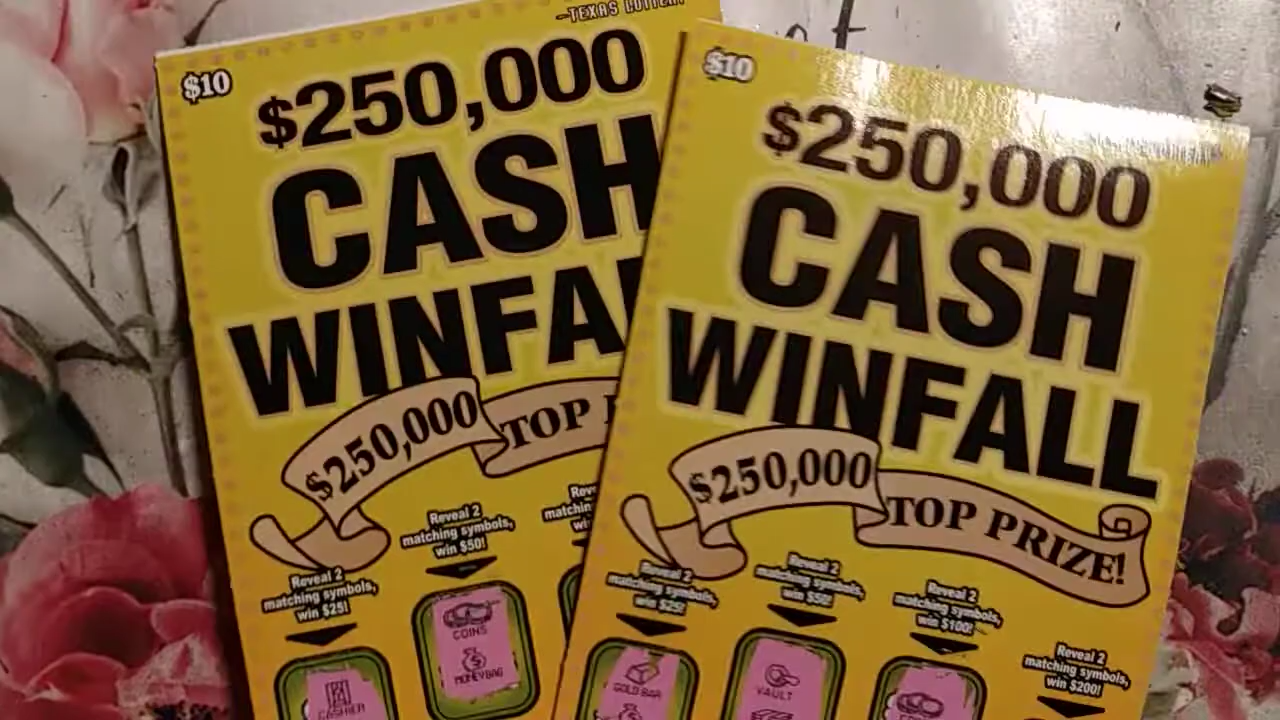 TEXAS LOTTERY
$10
$250,000
CASH
WINFA
$250,000 TOP
Reveal 2
matching symbols,
win $25!
Reveal 2
matching symbols,
win $50!
COINS
MONEYBAG
CASHIER
$10
$250,000
CASH
WINFALL
$250,000 TOP PRIZE!
Reveal 2
matching symbols,
win $25!
Reveal 2
matching symbols,
win $50!
Reveal 2
matching symbols,
win $100!
Reveal 2
matching symbols,
win $200!
GOLD BAR
VAULT